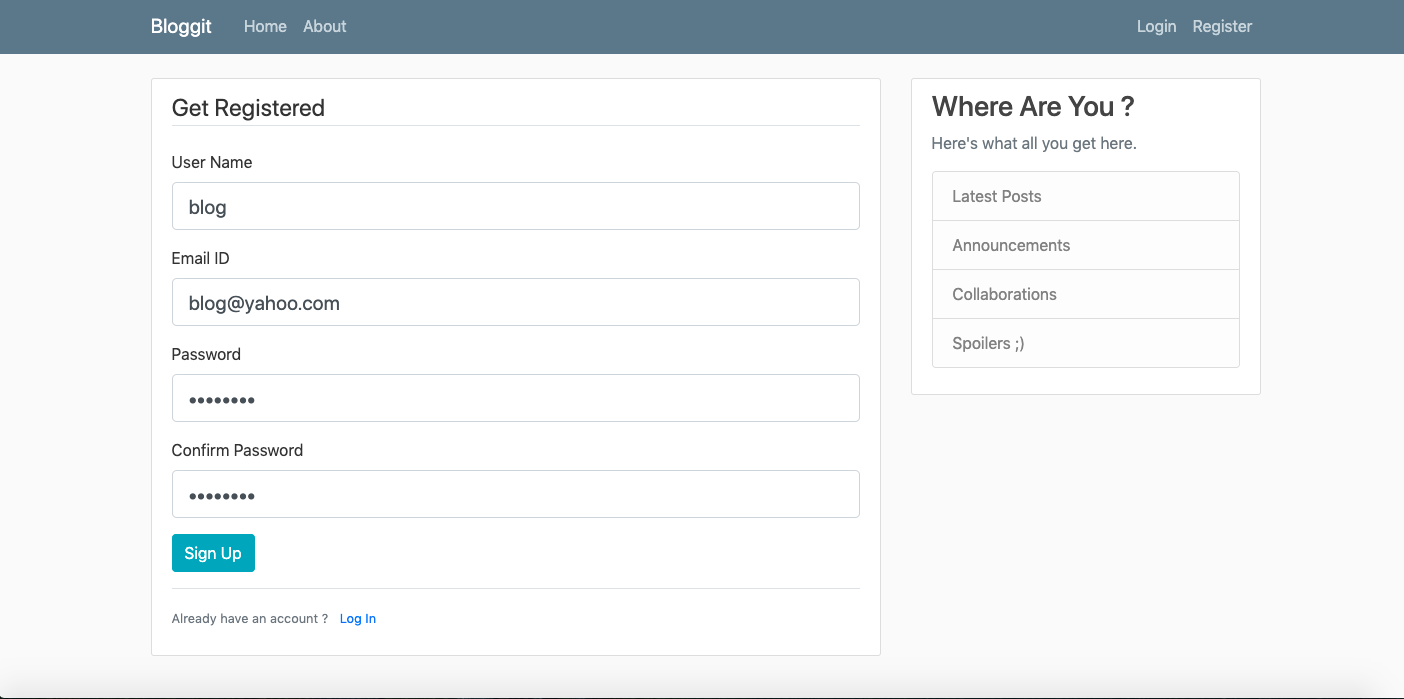 Bloggit Home About Login Register
Get Registered
User Name
blog
Email ID
blog@yahoo.com
Password
••••••••
Confirm Password
••••••••
Sign Up
Already have an account ? Log In
Where Are You ?
Here's what all you get here.
Latest Posts
Announcements
Collaborations
Spoilers ;)